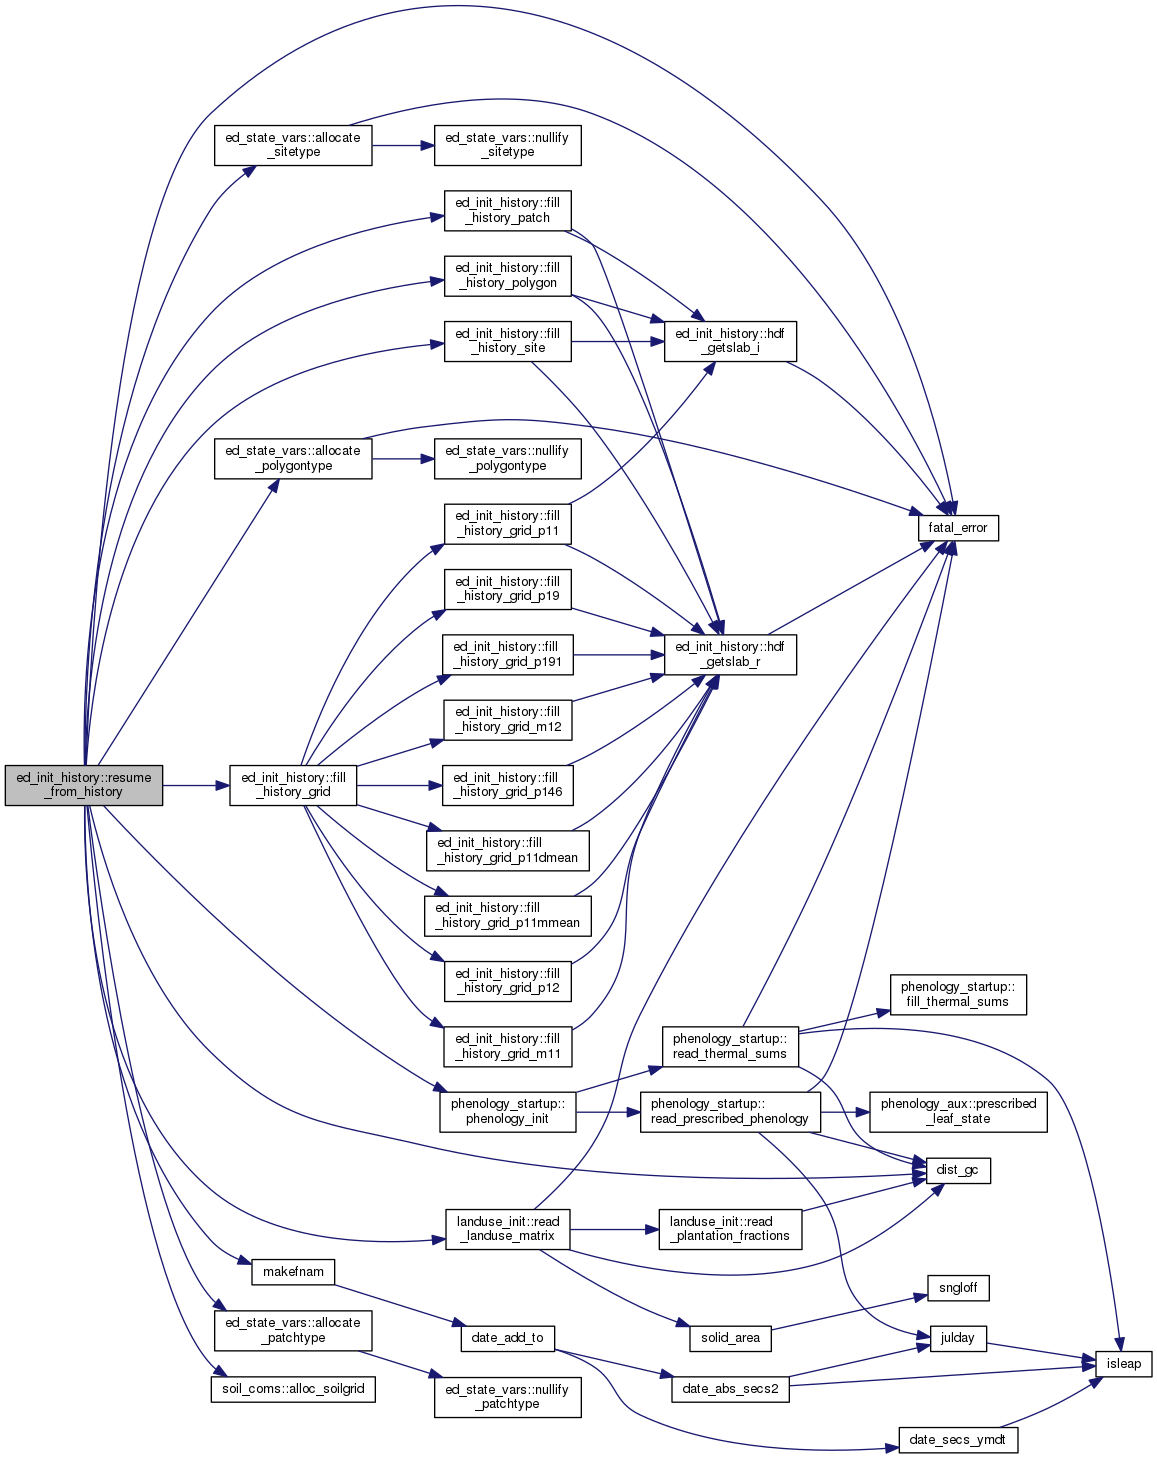 ed_state_vars::allocate
_sitetype
ed_state_vars::nullify
_sitetype
ed_init_history::fill
_history_patch
ed_init_history::fill
_history_polygon
ed_init_history::fill
_history_site
ed_init_history::hdf
_getslab_i
ed_state_vars::allocate
_polygontype
ed_state_vars::nullify
_polygontype
ed_init_history::fill
_history_grid_p11
fatal_error
ed_init_history::fill
_history_grid_p19
ed_init_history::fill
_history_grid_p191
ed_init_history::hdf
_getslab_r
ed_init_history::fill
_history_grid_m12
ed_init_history::resume
_from_history
ed_init_history::fill
_history_grid
ed_init_history::fill
_history_grid_p146
ed_init_history::fill
_history_grid_p11dmean
ed_init_history::fill
_history_grid_p11mmean
ed_init_history::fill
_history_grid_p12
phenology_startup::
fill_thermal_sums
ed_init_history::fill
_history_grid_m11
phenology_startup::
read_thermal_sums
phenology_startup::
phenology_init
phenology_startup::
read_prescribed_phenology
phenology_aux::prescribed
_leaf_state
dist_gc
landuse_init::read
_landuse_matrix
landuse_init::read
_plantation_fractions
makefnam
sngloff
ed_state_vars::allocate
_patchtype
date_add_to
solid_area
julday
isleap
soil_coms::alloc_soilgrid
ed_state_vars::nullify
_patchtype
date_abs_secs2
date_secs_ymdt